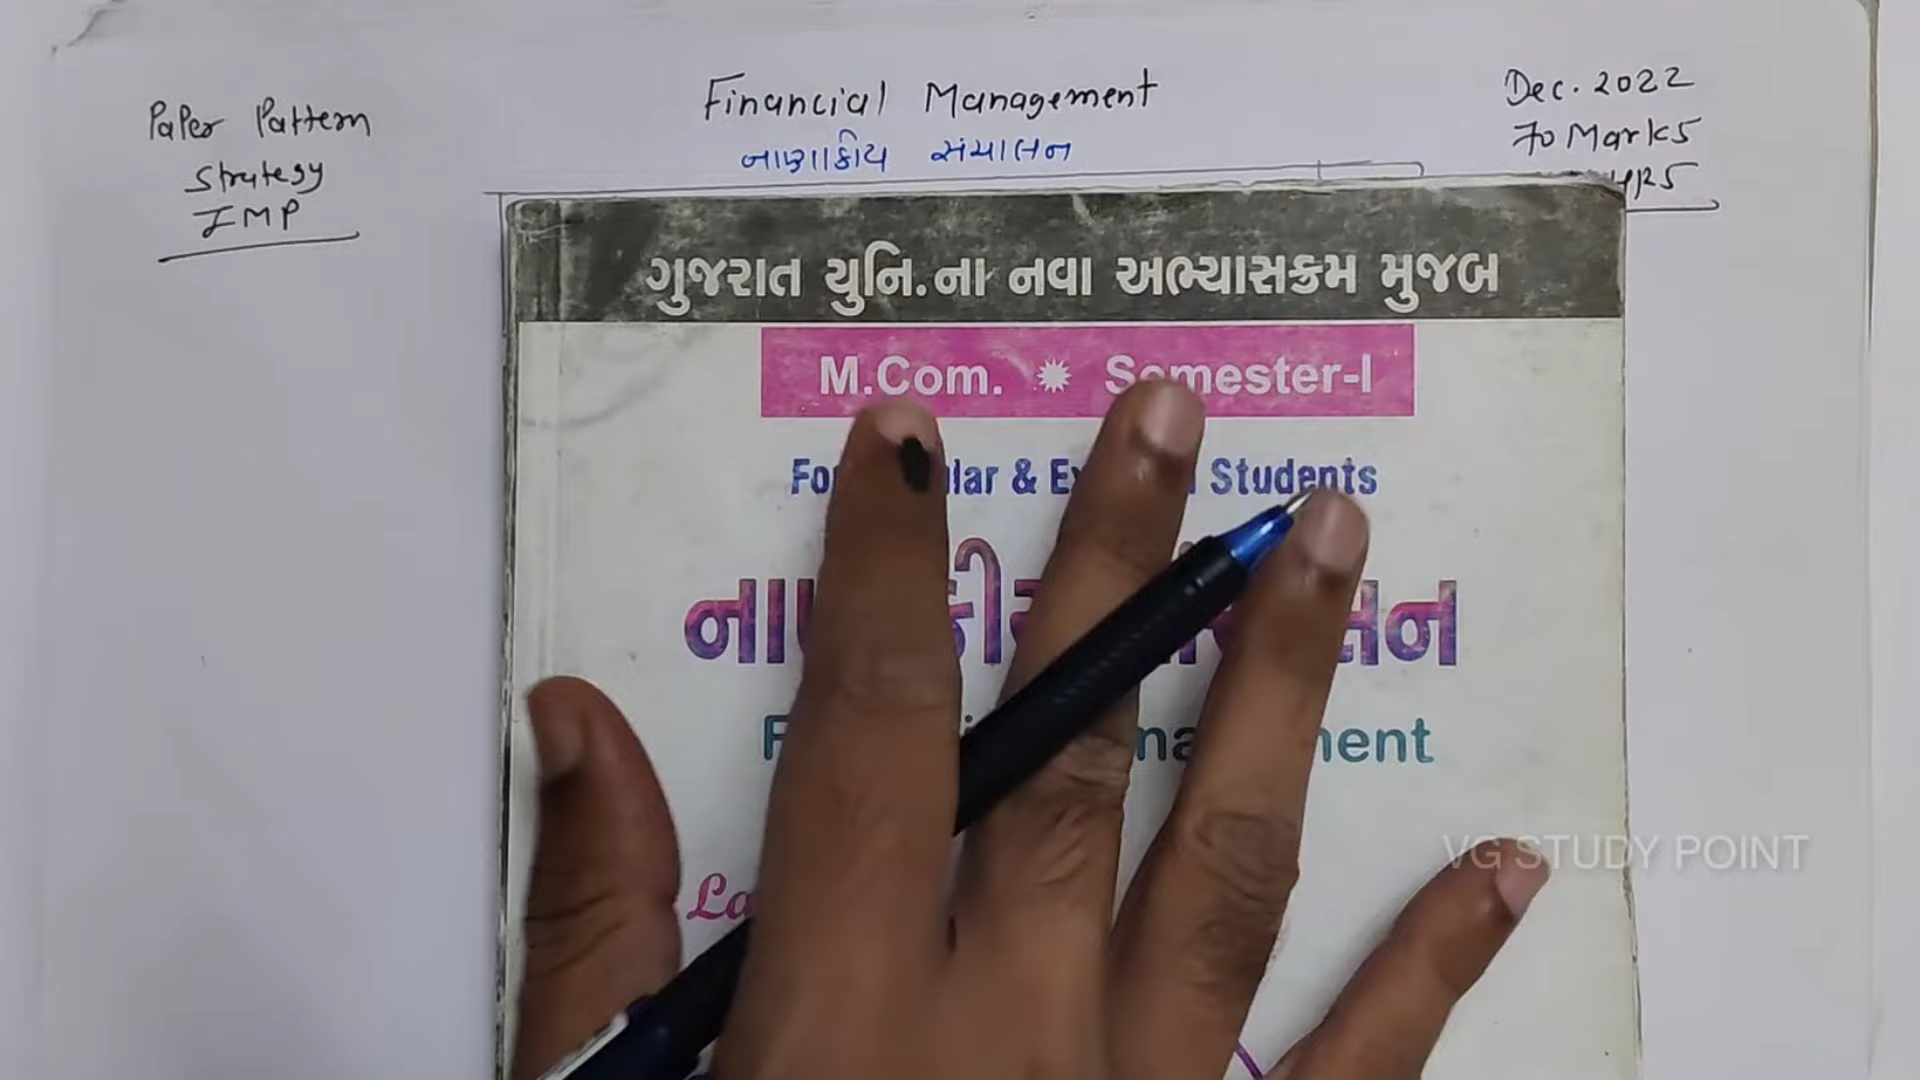 Paper Pattern
Strategy
IMP
Financial Management
નાણાકીય સંચાલન
Dec. 2022
70 Marks
ગુજરાત યુનિ.ના નવા અભ્યાસક્રમ મુજબ
M.Com. Semester-I
& Students
VG STUDY POINT